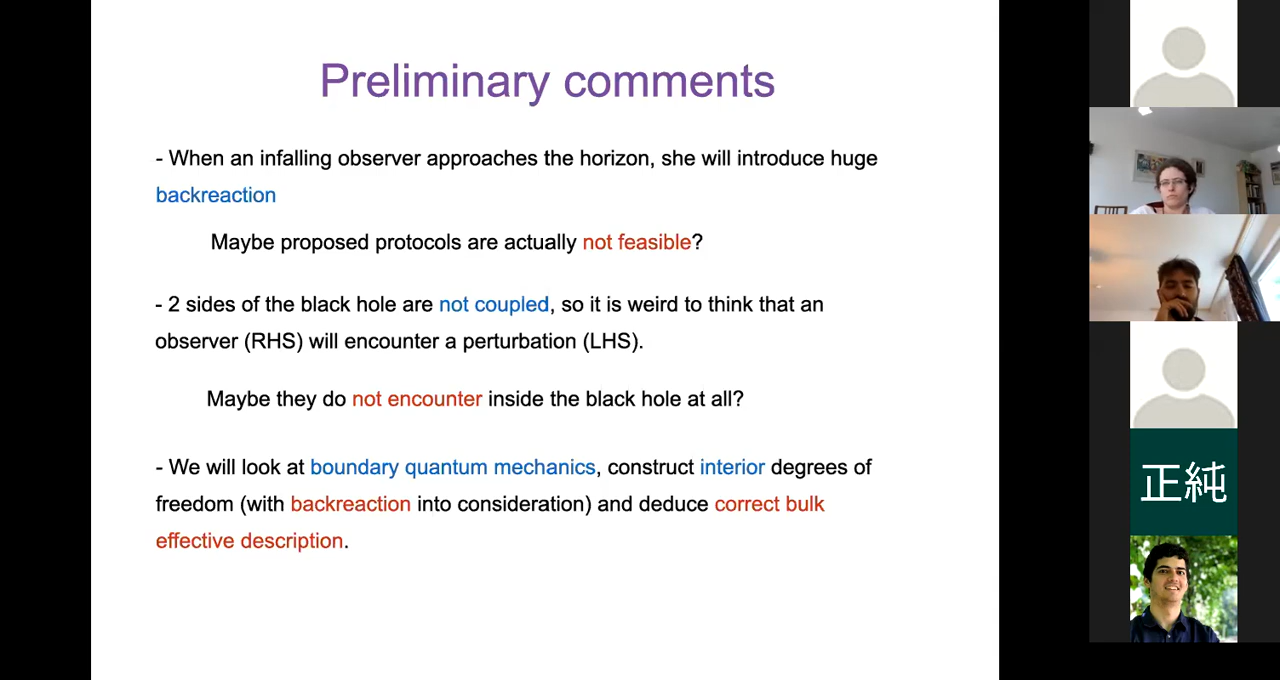 Preliminary comments
- When an infalling observer approaches the horizon, she will introduce huge
backreaction
Maybe proposed protocols are actually not feasible?
- 2 sides of the black hole are not coupled, so it is weird to think that an
observer (RHS) will encounter a perturbation (LHS).
Maybe they do not encounter inside the black hole at all?
- We will look at boundary quantum mechanics, construct interior degrees of
freedom (with backreaction into consideration) and deduce correct bulk
effective description.
正純